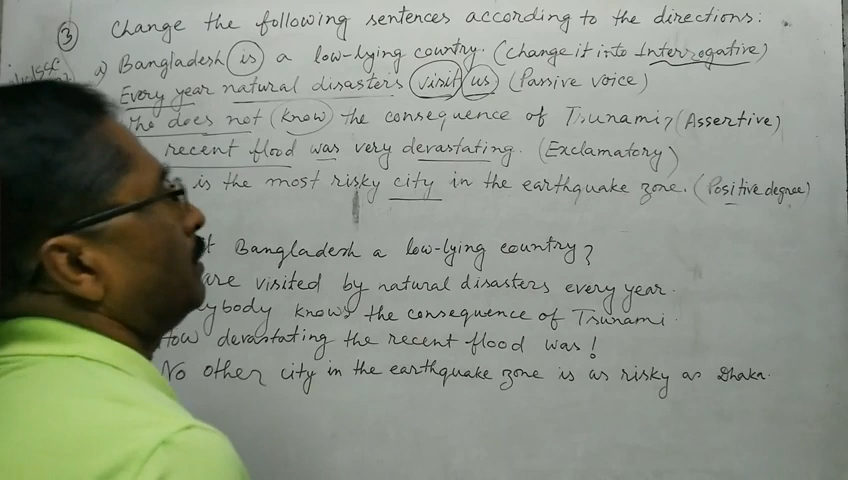 ③ Change the following sentences according to the directions:
a) Bangladesh is a low-lying country. (Change it into Interrogative)
Every year natural disasters visit us (Passive voice)
Who does not know the consequence of Tsunami? (Assertive)
recent flood was very devastating. (Exclamatory)
is the most risky city in the earthquake zone. (Positive degree)
t Bangladesh a low-lying country?
are visited by natural disasters every year.
ybody knows the consequence of Tsunami.
How devastating the recent flood was!
No other city in the earthquake zone is as risky as Dhaka.